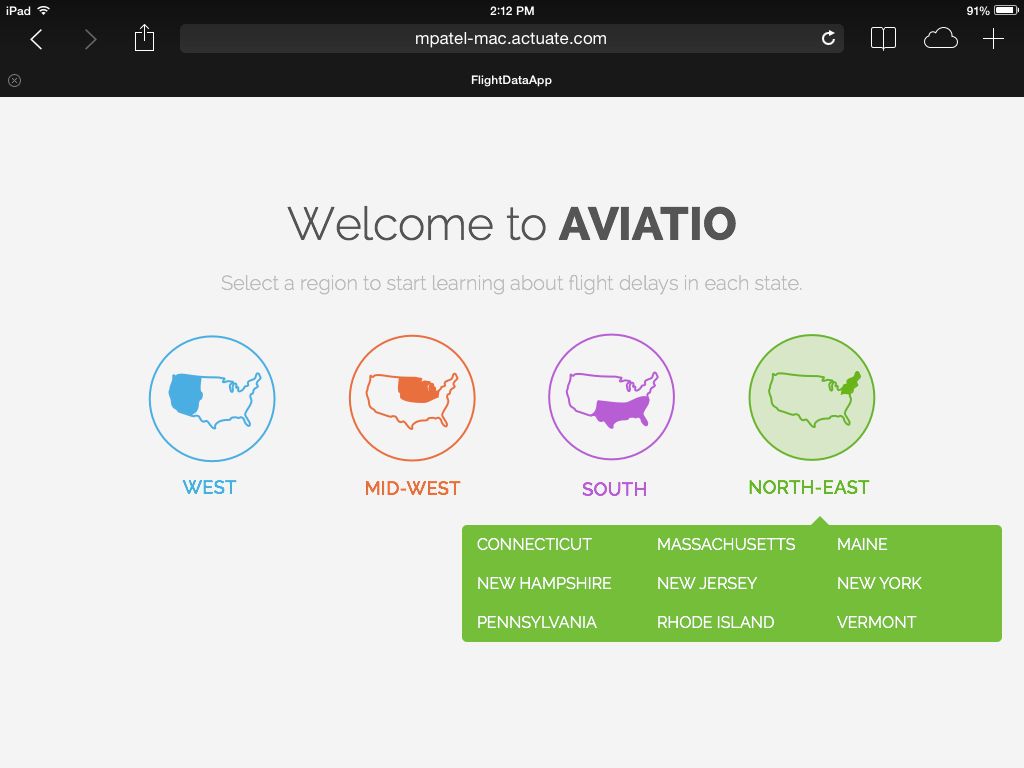 iPad 2:12 PM 91%
mpatel-mac.actuate.com
FlightDataApp
Welcome to AVIATIO
Select a region to start learning about flight delays in each state.
WEST MID-WEST SOUTH NORTH-EAST
CONNECTICUT MASSACHUSETTS MAINE
NEW HAMPSHIRE NEW JERSEY NEW YORK
PENNSYLVANIA RHODE ISLAND VERMONT